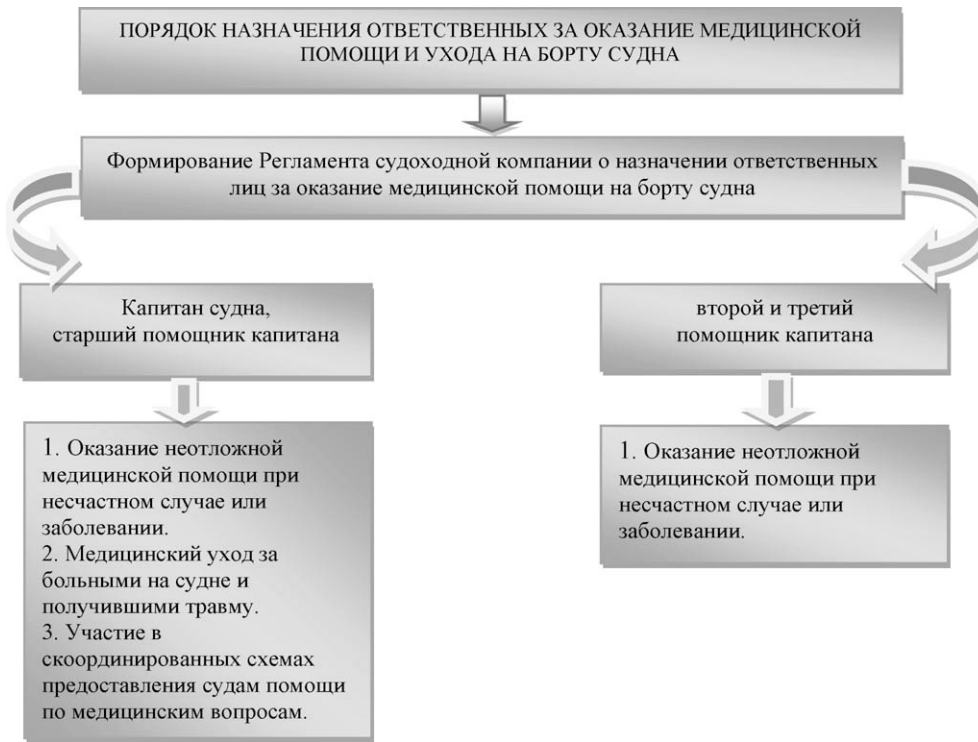 ПОРЯДОК НАЗНАЧЕНИЯ ОТВЕТСТВЕННЫХ ЗА ОКАЗАНИЕ МЕДИЦИНСКОЙ
ПОМОЩИ И УХОДА НА БОРТУ СУДНА
Формирование Регламента судоходной компании о назначении ответственных
лиц за оказание медицинской помощи на борту судна
Капитан судна,
старший помощник капитана
1. Оказание неотложной
медицинской помощи при
несчастном случае или
заболевании.
2. Медицинский уход за
больными на судне и
получившими травму.
3. Участие в
скоординированных схемах
предоставления судам помощи
по медицинским вопросам.
второй и третий
помощник капитана
1. Оказание неотложной
медицинской помощи при
несчастном случае или
заболевании.